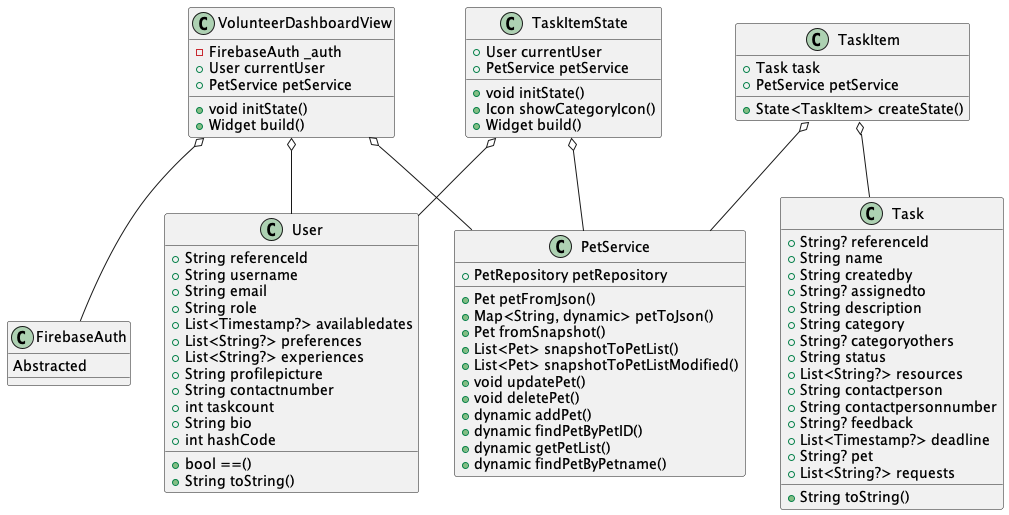 C VolunteerDashboardView
FirebaseAuth _auth
User currentUser
PetService petService
void initState()
Widget build()
C TaskItemState
User currentUser
PetService petService
void initState()
Icon showCategoryIcon()
Widget build()
C TaskItem
Task task
PetService petService
State<TaskItem> createState()
C FirebaseAuth
Abstracted
C User
String referenceId
String username
String email
String role
List<Timestamp?> availabledates
List<String?> preferences
List<String?> experiences
String profilepicture
String contactnumber
int taskcount
String bio
int hashCode
bool ==()
String toString()
C PetService
PetRepository petRepository
Pet petFromJson()
Map<String, dynamic> petToJson()
Pet fromSnapshot()
List<Pet> snapshotToPetList()
List<Pet> snapshotToPetListModified()
void updatePet()
void deletePet()
dynamic addPet()
dynamic findPetByPetID()
dynamic getPetList()
dynamic findPetByPetname()
C Task
String? referenceId
String name
String createdby
String? assignedto
String description
String category
String? categoryothers
String status
List<String?> resources
String contactperson
String contactpersonnumber
String? feedback
List<Timestamp?> deadline
String? pet
List<String?> requests
String toString()